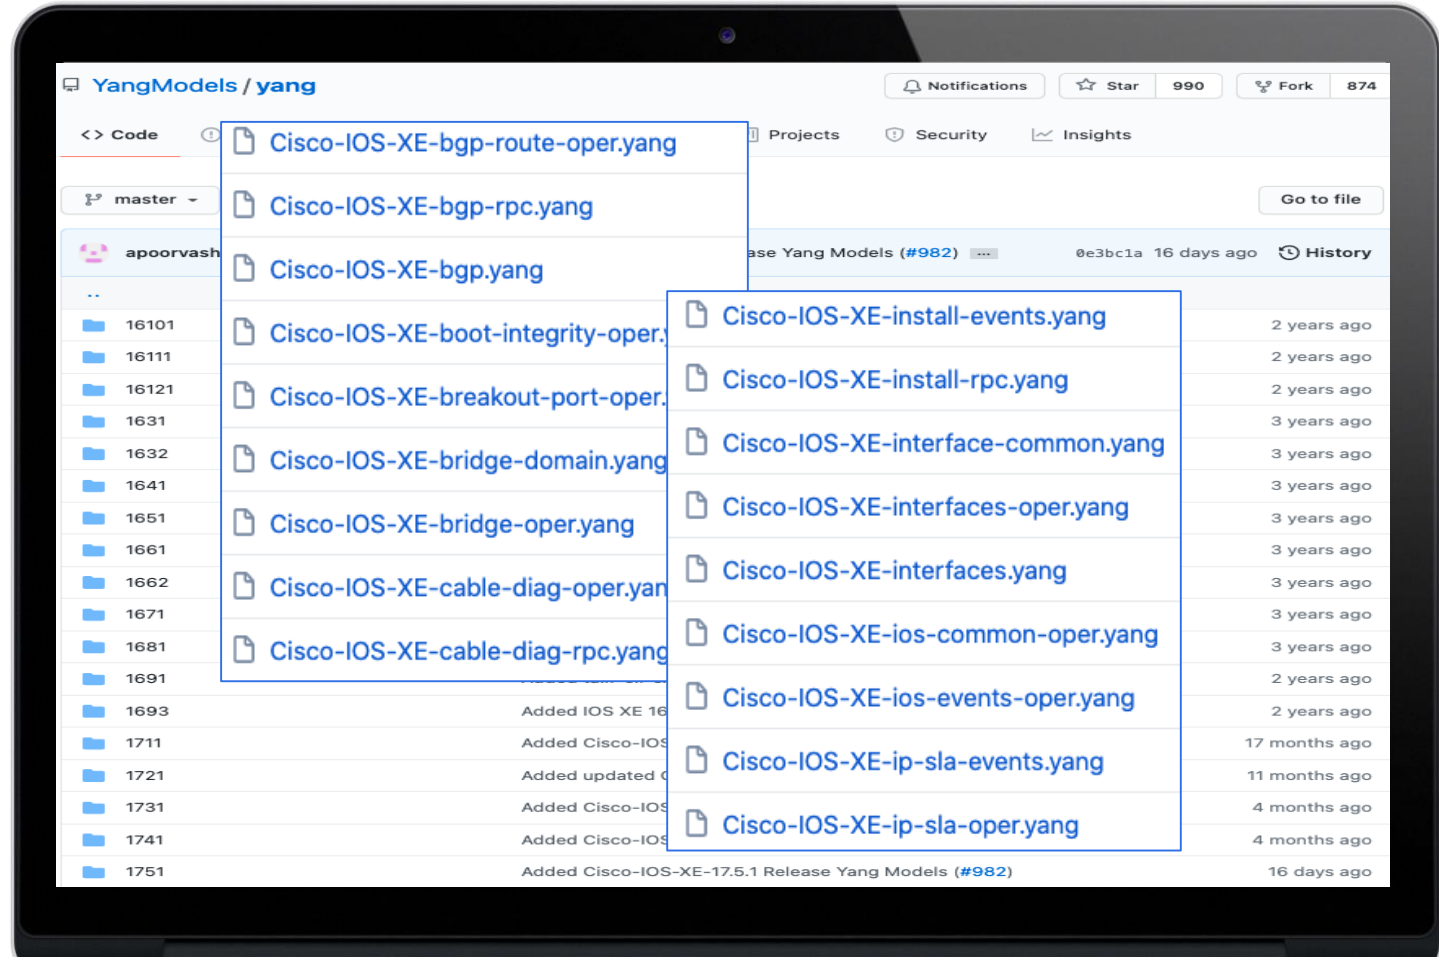 YangModels / yang
Notifications
Star 990
Fork 874
Code
Projects
Security
Insights
master
Go to file
apoorvash
ase Yang Models (#982) ...
0e3bc1a 16 days ago
History
..
16101
2 years ago
16111
2 years ago
16121
2 years ago
1631
3 years ago
1632
3 years ago
1641
3 years ago
1651
3 years ago
1661
3 years ago
1662
3 years ago
1671
3 years ago
1681
3 years ago
1691
2 years ago
1693
Added IOS XE 16
2 years ago
1711
Added Cisco-IOS
17 months ago
1721
Added updated
11 months ago
1731
Added Cisco-IOS
4 months ago
1741
Added Cisco-IOS
4 months ago
1751
Added Cisco-IOS-XE-17.5.1 Release Yang Models (#982)
16 days ago
Cisco-IOS-XE-bgp-route-oper.yang
Cisco-IOS-XE-bgp-rpc.yang
Cisco-IOS-XE-bgp.yang
Cisco-IOS-XE-boot-integrity-oper.
Cisco-IOS-XE-breakout-port-oper.
Cisco-IOS-XE-bridge-domain.yang
Cisco-IOS-XE-bridge-oper.yang
Cisco-IOS-XE-cable-diag-oper.yan
Cisco-IOS-XE-cable-diag-rpc.yang
Cisco-IOS-XE-install-events.yang
Cisco-IOS-XE-install-rpc.yang
Cisco-IOS-XE-interface-common.yang
Cisco-IOS-XE-interfaces-oper.yang
Cisco-IOS-XE-interfaces.yang
Cisco-IOS-XE-ios-common-oper.yang
Cisco-IOS-XE-ios-events-oper.yang
Cisco-IOS-XE-ip-sla-events.yang
Cisco-IOS-XE-ip-sla-oper.yang